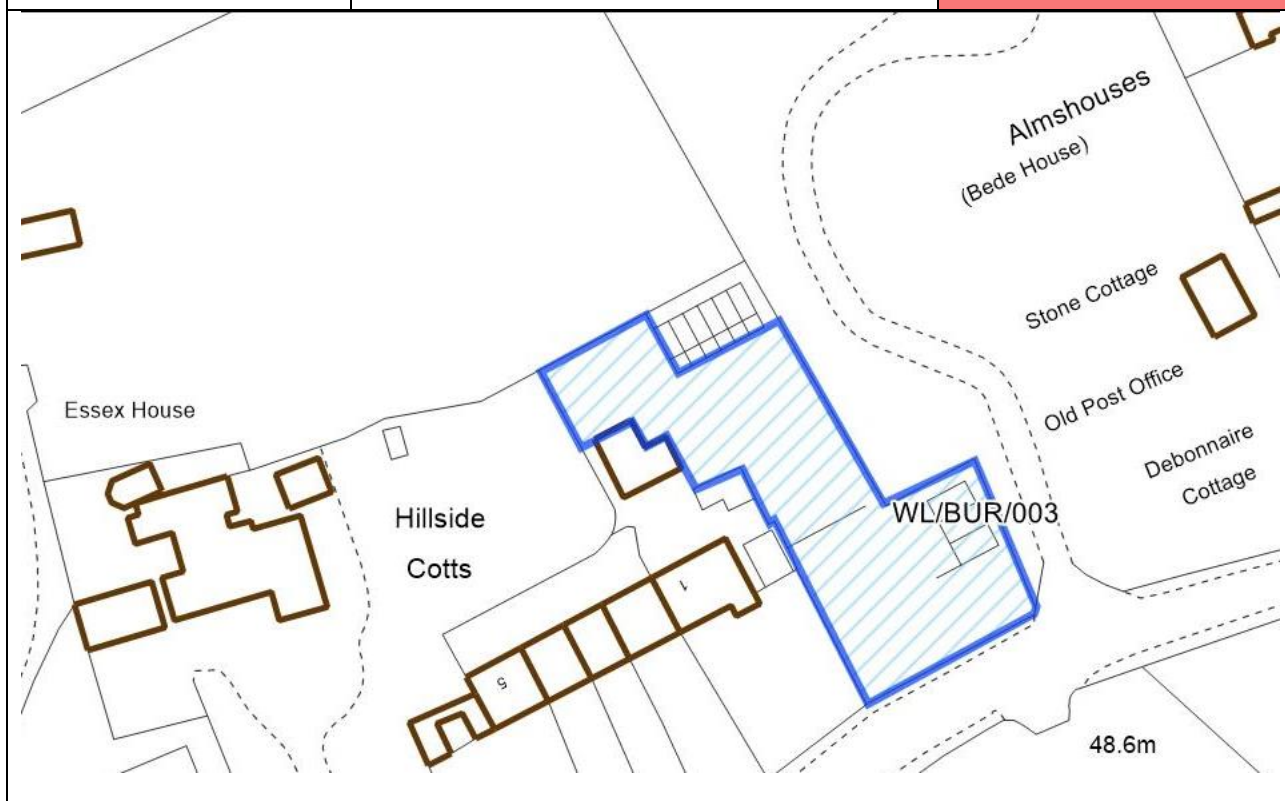 Almshouses
(Bede House)
Stone Cottage
Old Post Office
Essex House
Debonnaire
Cottage
WL/BUR/003
Hillside
Cotts
1
5
48.6m